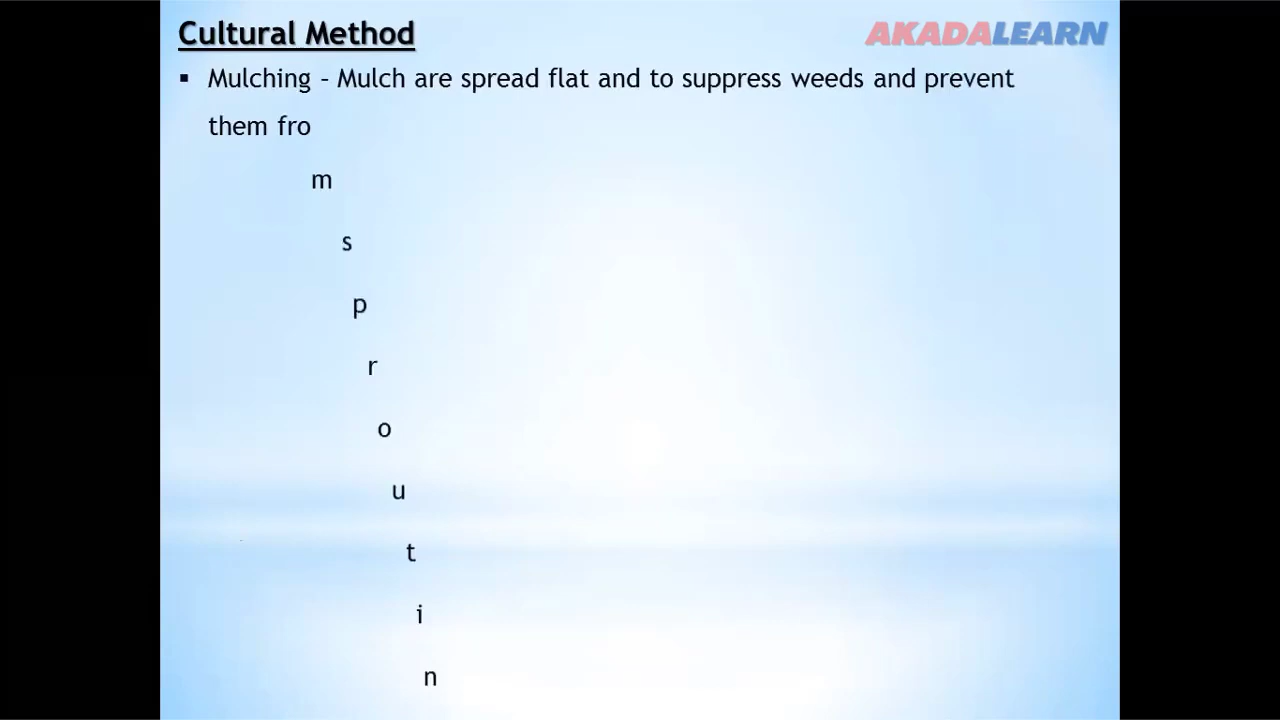 Cultural Method
AKADALEARN
▪ Mulching – Mulch are spread flat and to suppress weeds and prevent
them fro
m
s
p
r
o
u
t
i
n